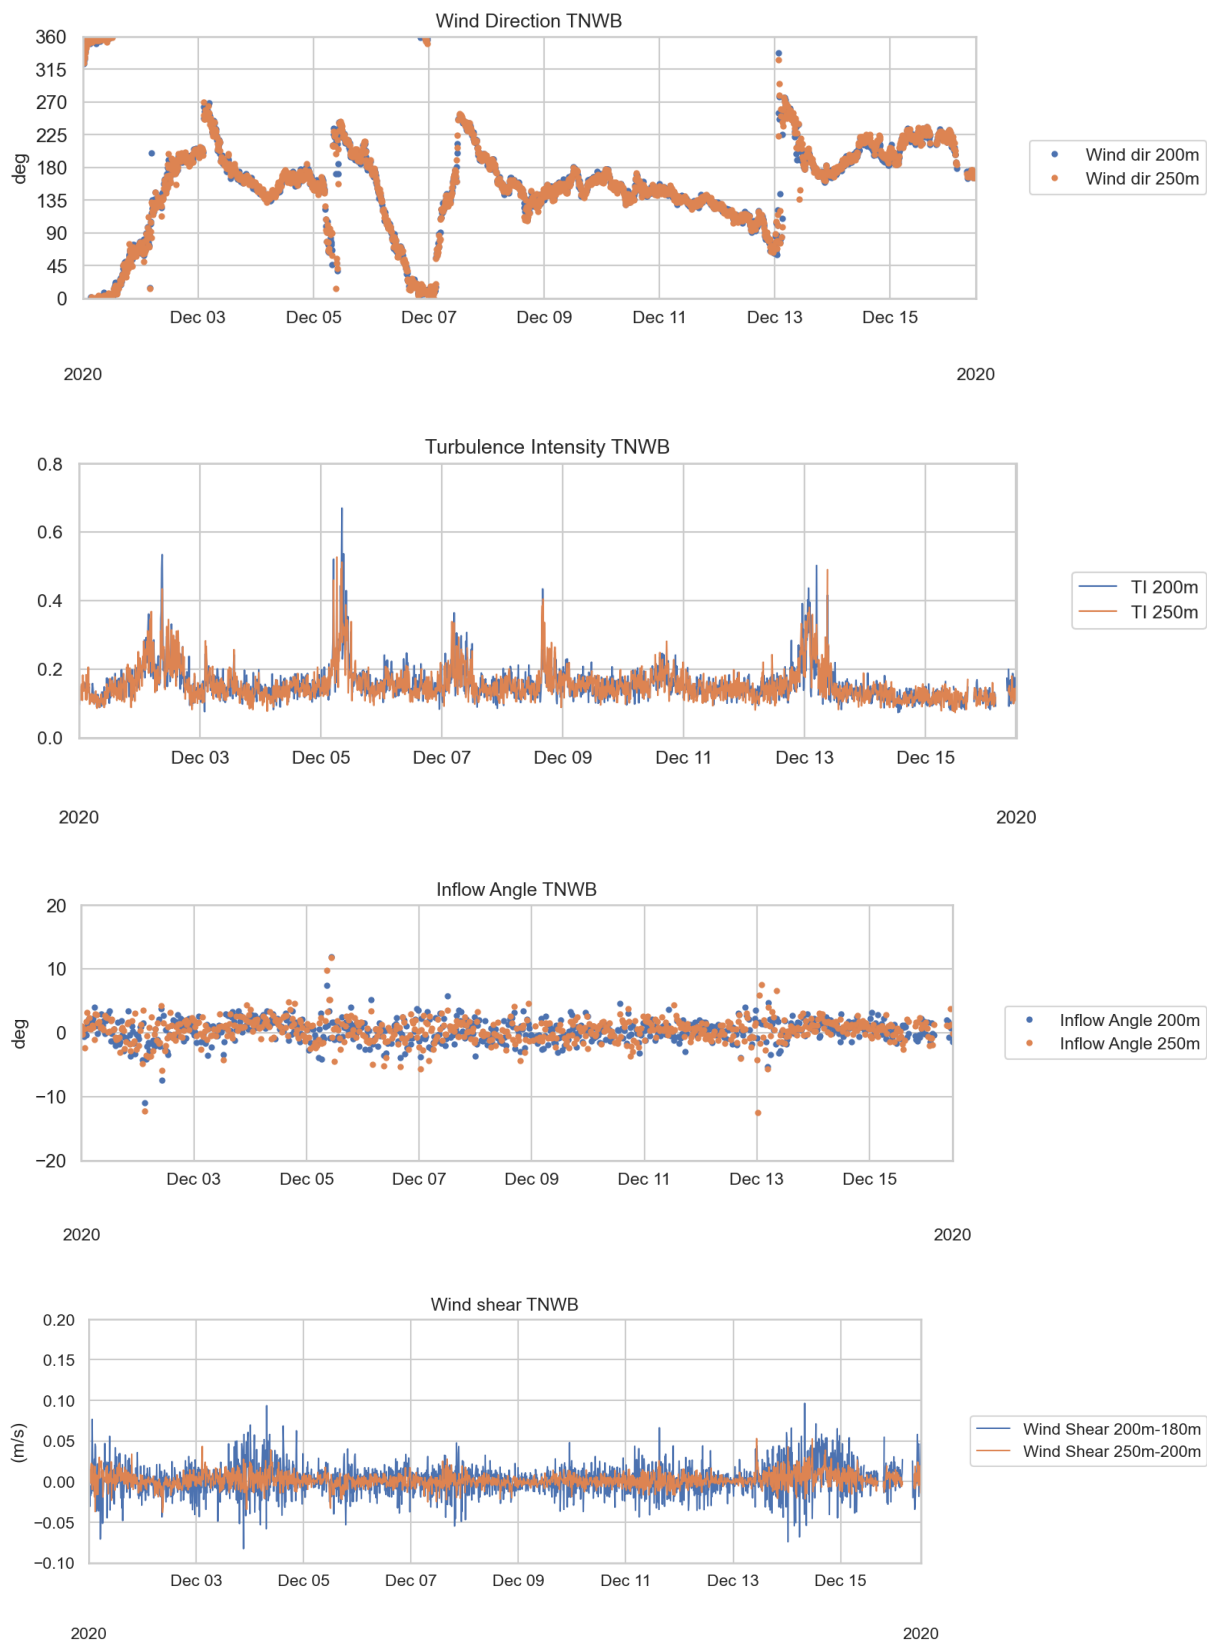 Wind Direction TNWB
360
315
270
225
180
135
90
45
0
deg
Dec 03 Dec 05 Dec 07 Dec 09 Dec 11 Dec 13 Dec 15
2020 2020
Wind dir 200m
Wind dir 250m
Turbulence Intensity TNWB
0.8
0.6
0.4
0.2
0.0
Dec 03 Dec 05 Dec 07 Dec 09 Dec 11 Dec 13 Dec 15
2020 2020
TI 200m
TI 250m
Inflow Angle TNWB
20
10
0
−10
−20
deg
Dec 03 Dec 05 Dec 07 Dec 09 Dec 11 Dec 13 Dec 15
2020 2020
Inflow Angle 200m
Inflow Angle 250m
Wind shear TNWB
0.20
0.15
0.10
0.05
0.00
−0.05
−0.10
(m/s)
Dec 03 Dec 05 Dec 07 Dec 09 Dec 11 Dec 13 Dec 15
2020 2020
Wind Shear 200m-180m
Wind Shear 250m-200m